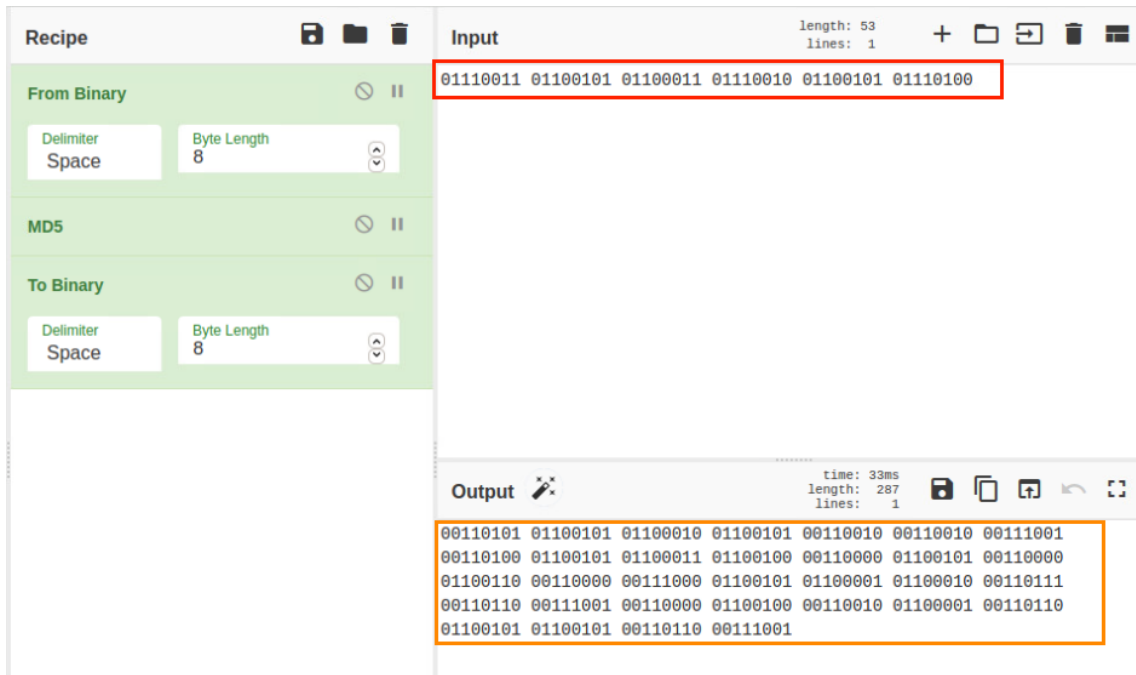 Recipe
From Binary
Delimiter
Space
Byte Length
8
MD5
To Binary
Delimiter
Space
Byte Length
8
Input
length: 53
lines: 1
01110011 01100101 01100011 01110010 01100101 01110100
Output
time: 33ms
length: 287
lines: 1
00110101 01100101 01100010 01100101 00110010 00110010 00111001
00110100 01100101 01100011 01100100 00110000 01100101 00110000
01100110 00110000 00111000 01100101 01100001 01100010 00110111
00110110 00111001 00110000 01100100 00110010 01100001 00110110
01100101 01100101 00110110 00111001